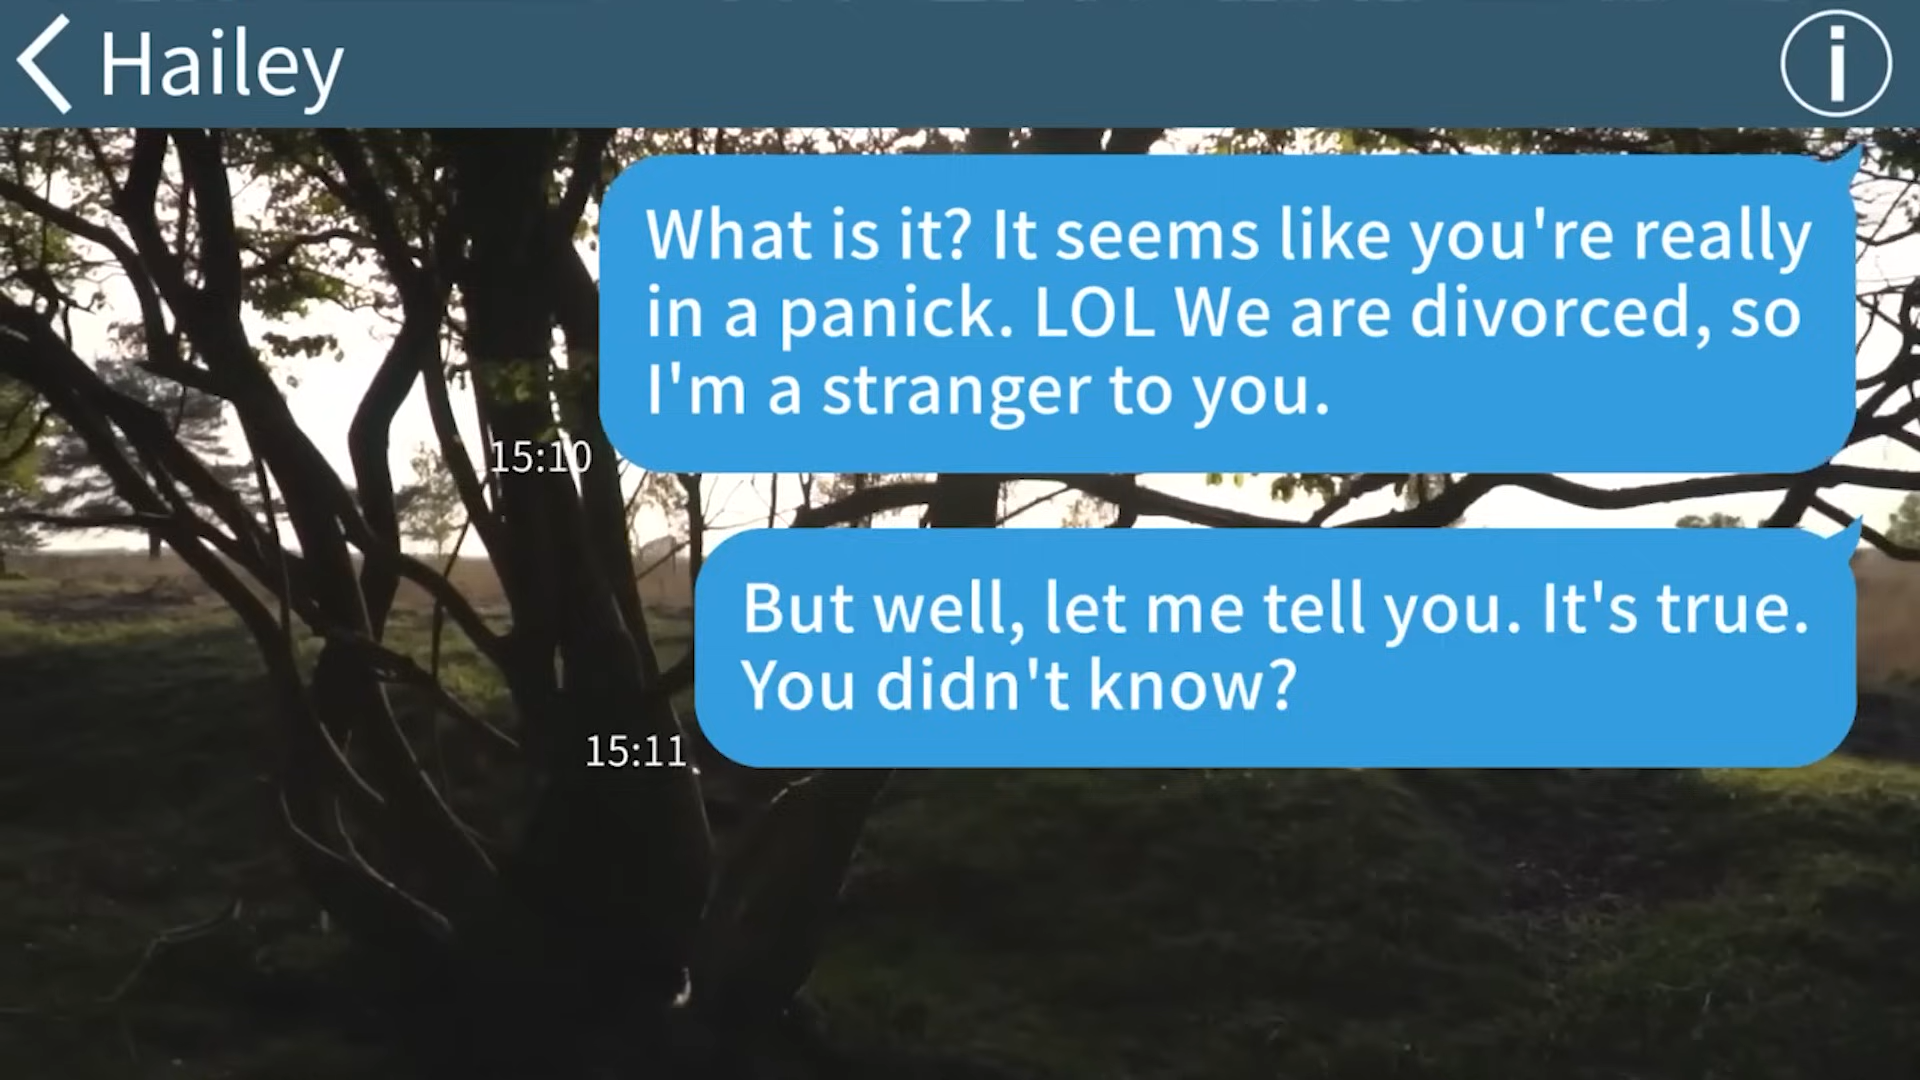 Hailey
What is it? It seems like you're really
in a panick. LOL We are divorced, so
I'm a stranger to you.
15:10
But well, let me tell you. It's true.
You didn't know?
15:11